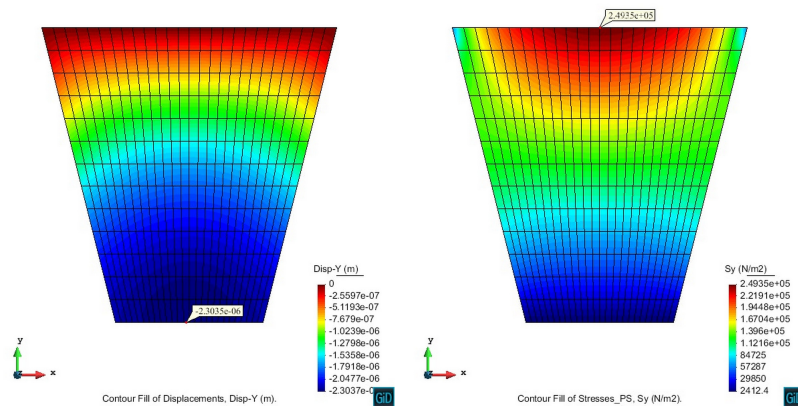 2.4935e+05
Disp-Y (m)
0
-2.5597e-07
-5.1193e-07
-7.679e-07
-1.0239e-06
-1.2798e-06
-1.5358e-06
-1.7918e-06
-2.0477e-06
-2.3037e-06
-2.3035e-06
y
x
Contour Fill of Displacements, Disp-Y (m).
GiD
Sy (N/m2)
2.4935e+05
2.2191e+05
1.9448e+05
1.6704e+05
1.396e+05
1.1216e+05
84725
57287
29850
2412.4
y
x
Contour Fill of Stresses_PS, Sy (N/m2).
GiD